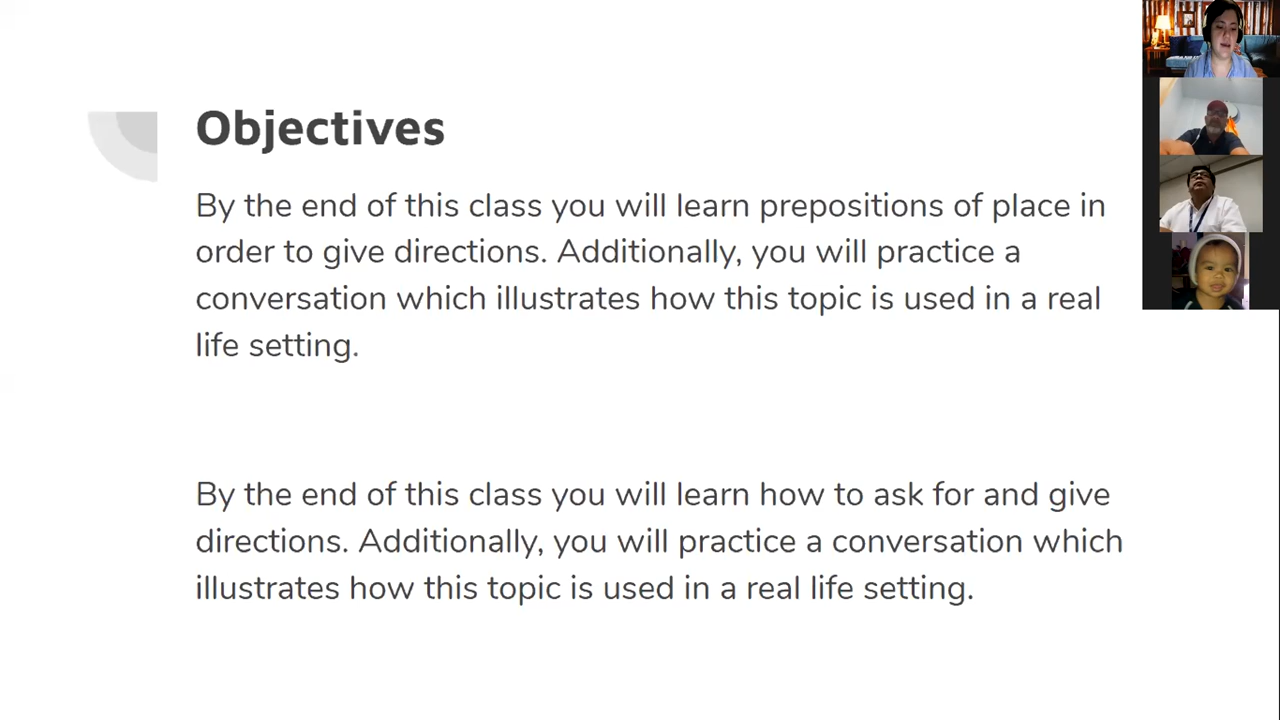 Objectives
By the end of this class you will learn prepositions of place in
order to give directions. Additionally, you will practice a
conversation which illustrates how this topic is used in a real
life setting.
By the end of this class you will learn how to ask for and give
directions. Additionally, you will practice a conversation which
illustrates how this topic is used in a real life setting.